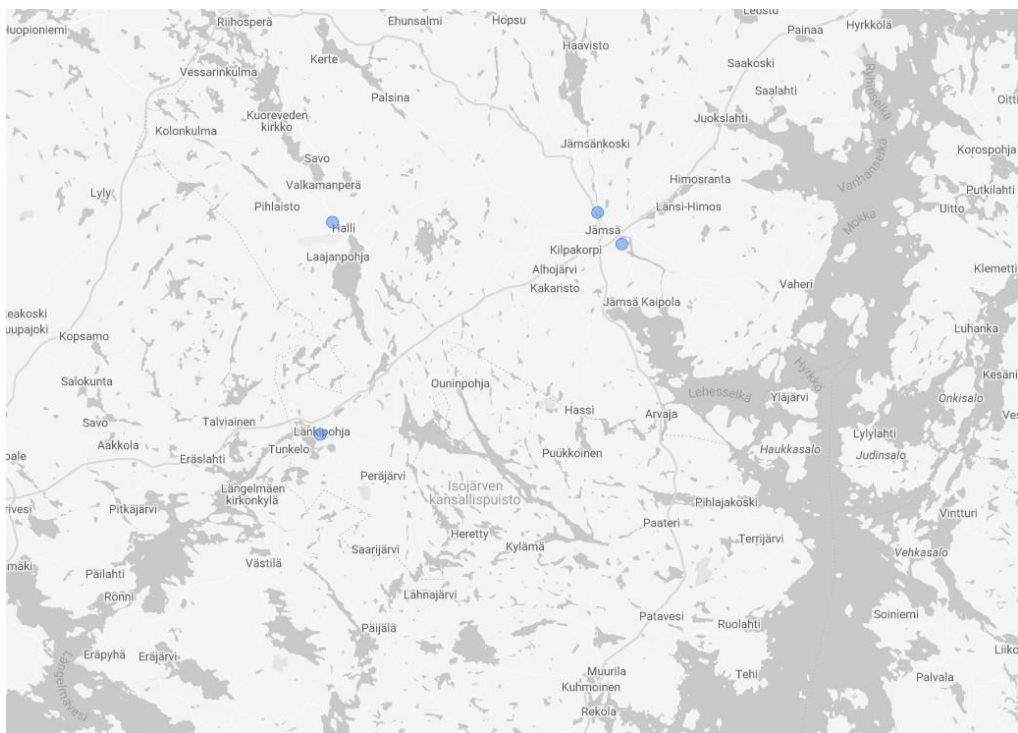 Leustu
Riihosperä
Ehunsalmi
Hopsu
Huopioniemi
Painaa
Hyrkkölä
Haavisto
Kerte
Saakoski
Vessarinkulma
Saalahti
Palsina
Kuoreveden
kirkko
Juokslahti
Kolonkulma
Jämsänkoski
Vanhanselkä
Korospohja
Savo
Himosranta
Valkamanperä
Putkilahti
Lyly
Pihlaisto
Länsi-Himos
Uitto
Mokka
Halli
Jämsä
Kilpakorpi
Laajanpohja
Alhojärvi
Klemetti
Kakaristo
Vaheri
Jämsä Kaipola
Luhanka
Kopsamo
Hyrkkö
Ouninpohja
Salokunta
Lehesselkä
Yläjärvi
Onkisalo
Hassi
Arvaja
Savo
Talviainen
Länkipohja
Lylylahti
Aakkola
Tunkelo
Puukkoinen
Haukkasalo
Judinsalo
Eräslahti
Peräjärvi
Isojärven
kansallispuisto
Längelmäen
kirkonkylä
Pihlajakoski
Pitkäjärvi
Vintturi
Paateri
Heretty
Terrijärvi
Saarijärvi
Kylämä
Vehkasalo
Västilä
Päilahti
Lahnajärvi
Rönni
Patavesi
Soiniemi
Ruolahti
Päijälä
Eräpyhä
Eräjärvi
Längelmävesi
Muurila
Tehi
Palvala
Kuhmoinen
Rekola